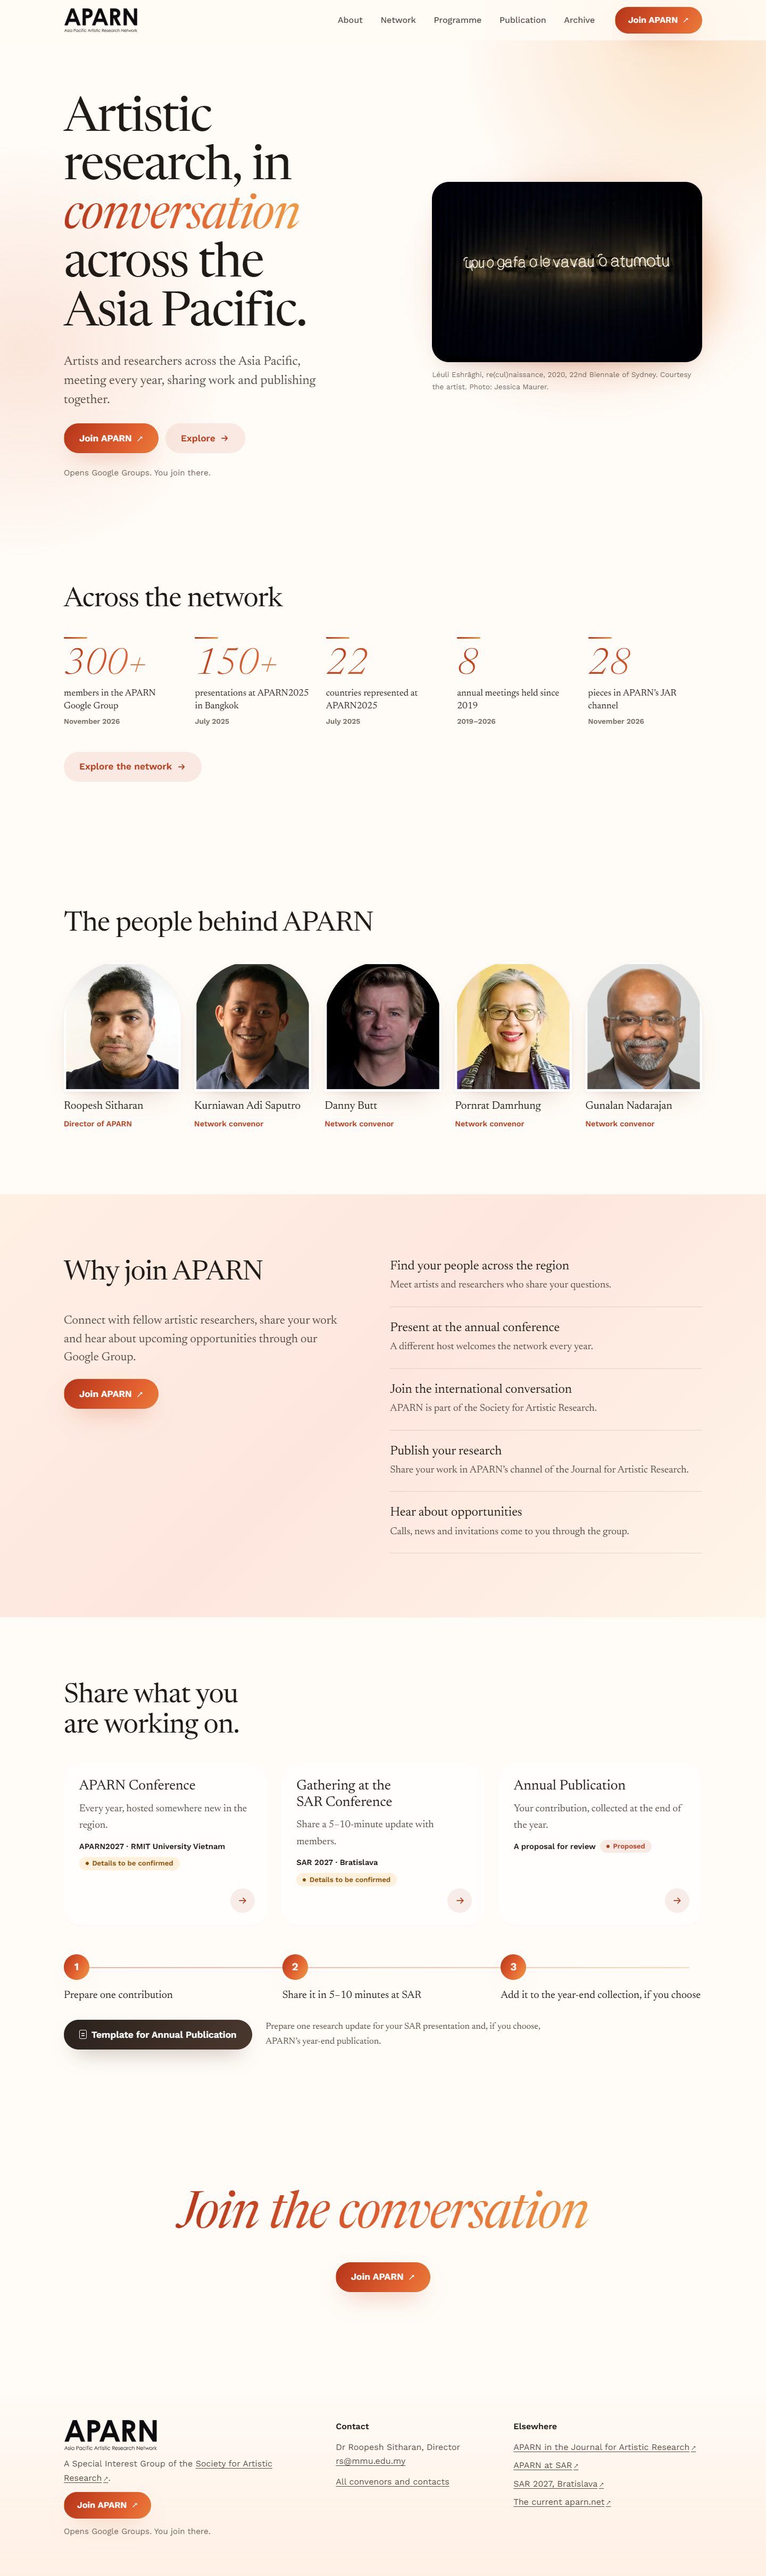 APARN
Asia Pacific Artistic Research Network
About
Network
Programme
Publication
Archive
Join APARN ↗
Artistic
research, in
conversation
across the
Asia Pacific.
Artists and researchers across the Asia Pacific,
meeting every year, sharing work and publishing
together.
Join APARN ↗
Explore →
Opens Google Groups. You join there.
Léuli Eshrāghi, re(cul)naissance, 2020, 22nd Biennale of Sydney. Courtesy
the artist. Photo: Jessica Maurer.
Across the network
300+
members in the APARN
Google Group
November 2026
150+
presentations at APARN2025
in Bangkok
July 2025
22
countries represented at
APARN2025
July 2025
8
annual meetings held since
2019
2019–2026
28
pieces in APARN's JAR
channel
November 2026
Explore the network →
The people behind APARN
Roopesh Sitharan
Director of APARN
Kurniawan Adi Saputro
Network convenor
Danny Butt
Network convenor
Pornrat Damrhung
Network convenor
Gunalan Nadarajan
Network convenor
Why join APARN
Connect with fellow artistic researchers, share your work
and hear about upcoming opportunities through our
Google Group.
Join APARN ↗
Find your people across the region
Meet artists and researchers who share your questions.
Present at the annual conference
A different host welcomes the network every year.
Join the international conversation
APARN is part of the Society for Artistic Research.
Publish your research
Share your work in APARN's channel of the Journal for Artistic Research.
Hear about opportunities
Calls, news and invitations come to you through the group.
Share what you
are working on.
APARN Conference
Every year, hosted somewhere new in the
region.
APARN2027 · RMIT University Vietnam
Details to be confirmed
→
Gathering at the
SAR Conference
Share a 5–10-minute update with
members.
SAR 2027 · Bratislava
Details to be confirmed
→
Annual Publication
Your contribution, collected at the end of
the year.
A proposal for review
Proposed
→
1
Prepare one contribution
2
Share it in 5–10 minutes at SAR
3
Add it to the year-end collection, if you choose
Template for Annual Publication
Prepare one research update for your SAR presentation and, if you choose,
APARN's year-end publication.
Join the conversation
Join APARN ↗
APARN
Asia Pacific Artistic Research Network
A Special Interest Group of the Society for Artistic
Research ↗.
Join APARN ↗
Opens Google Groups. You join there.
Contact
Dr Roopesh Sitharan, Director
rs@mmu.edu.my
All convenors and contacts
Elsewhere
APARN in the Journal for Artistic Research ↗
APARN at SAR ↗
SAR 2027, Bratislava ↗
The current aparn.net ↗